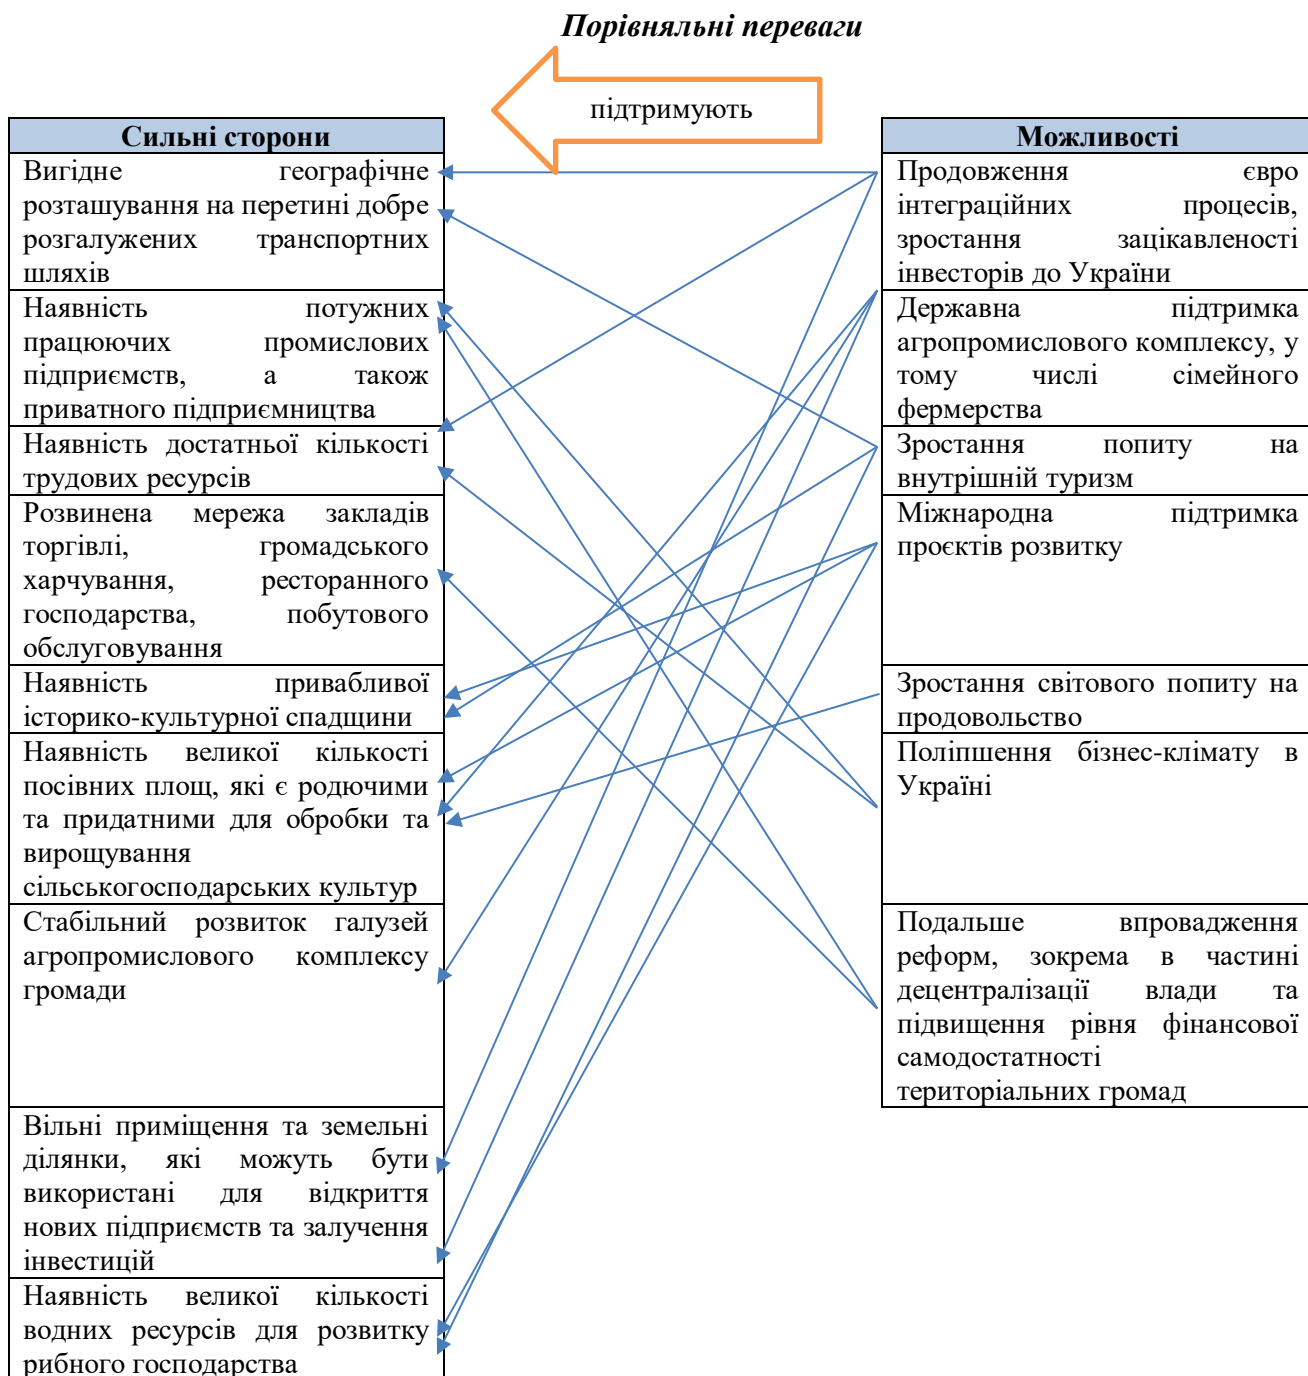 Порівняльні переваги
підтримують
Сильні сторони
Вигідне географічне
розташування на перетині добре
розгалужених транспортних
шляхів
Наявність потужних
працюючих промислових
підприємств, а також
приватного підприємництва
Наявність достатньої кількості
трудових ресурсів
Розвинена мережа закладів
торгівлі, громадського
харчування, ресторанного
господарства, побутового
обслуговування
Наявність привабливої
історико-культурної спадщини
Наявність великої кількості
посівних площ, які є родючими
та придатними для обробки та
вирощування
сільськогосподарських культур
Стабільний розвиток галузей
агропромислового комплексу
громади
Вільні приміщення та земельні
ділянки, які можуть бути
використані для відкриття
нових підприємств та залучення
інвестицій
Наявність великої кількості
водних ресурсів для розвитку
рибного господарства
Можливості
Продовження євро
інтеграційних процесів,
зростання зацікавленості
інвесторів до України
Державна підтримка
агропромислового комплексу, у
тому числі сімейного
фермерства
Зростання попиту на
внутрішній туризм
Міжнародна підтримка
проєктів розвитку
Зростання світового попиту на
продовольство
Поліпшення бізнес-клімату в
Україні
Подальше впровадження
реформ, зокрема в частині
децентралізації влади та
підвищення рівня фінансової
самодостатності
територіальних громад